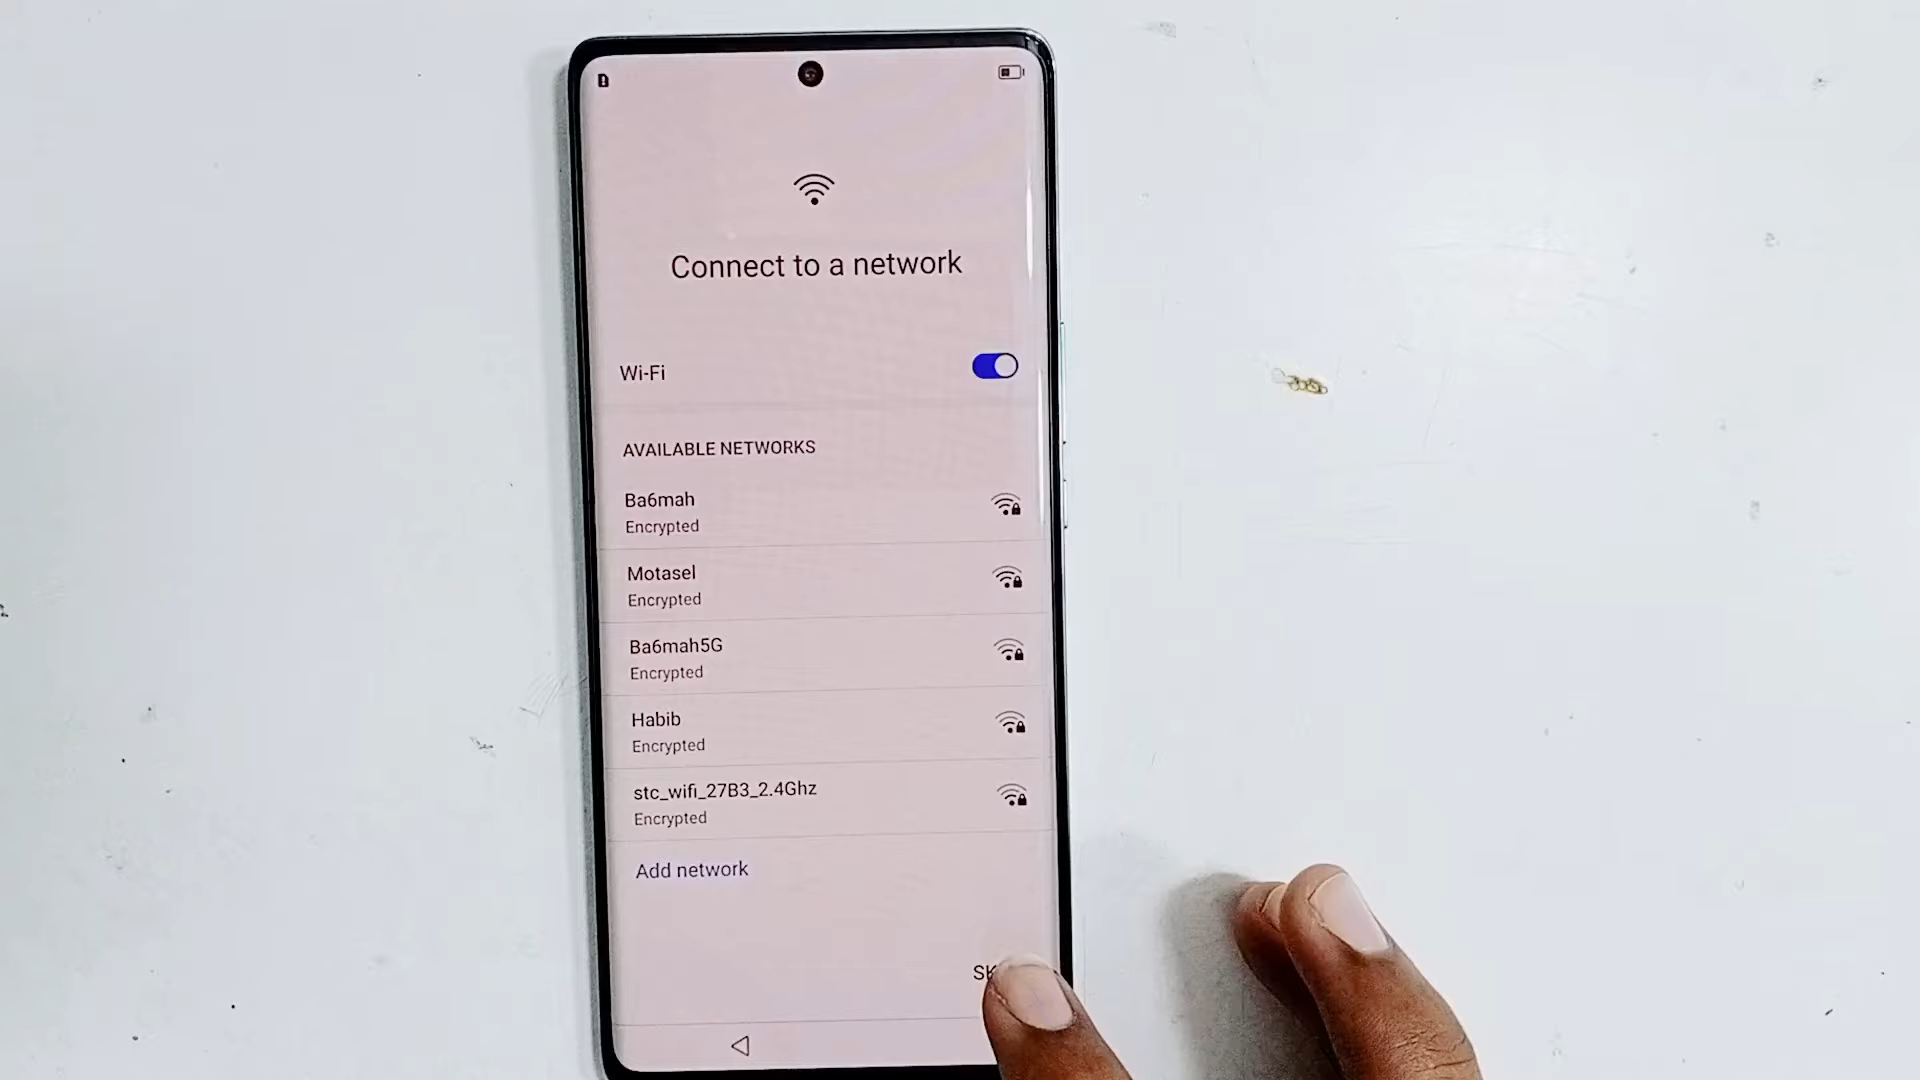 Connect to a network
Wi-Fi
AVAILABLE NETWORKS
Ba6mah
Encrypted
Motasel
Encrypted
Ba6mah5G
Encrypted
Habib
Encrypted
stc_wifi_27B3_2.4Ghz
Encrypted
Add network